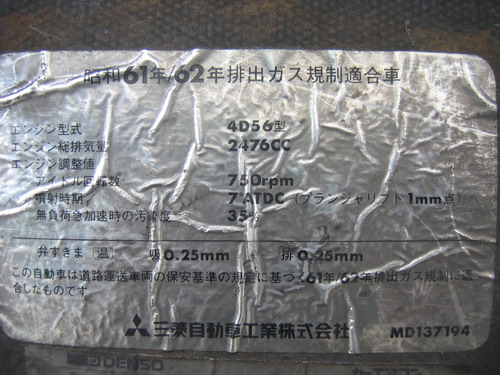 昭和61年/62年排出ガス規制適合車
エンジン型式 4D56型
エンジン総排気量 2476CC
エンジン調整値
アイドル回転数 750rpm
噴射時期 7°ATDC (プランジャリフト1mm点)
無負荷急加速時の汚染度 35%
弁すきま〔温〕 吸0.25mm 排0.25mm
この自動車は道路運送車両の保安基準の規定に基づく61年/62年排出ガス規制に適
合したものです。
三菱自動車工業株式会社 MD137194
DENSO